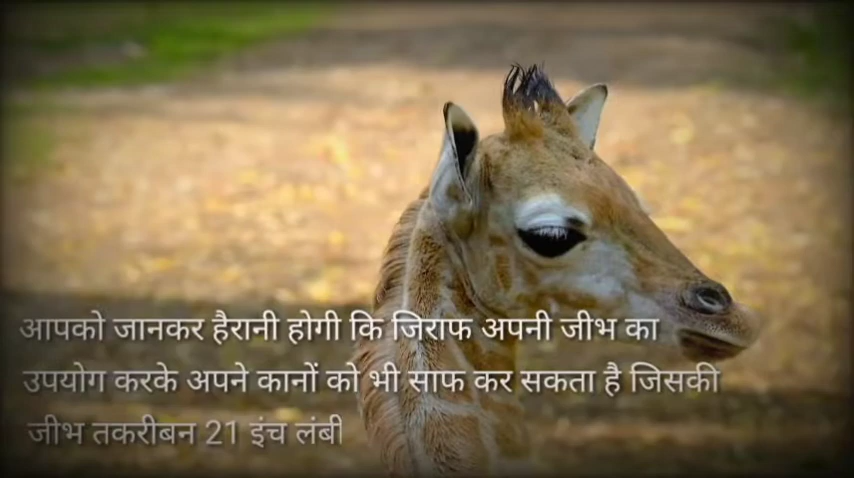 आपको जानकर हैरानी होगी कि जिराफ अपनी जीभ का
उपयोग करके अपने कानों को भी साफ कर सकता है जिसकी
जीभ तकरीबन 21 इंच लंबी